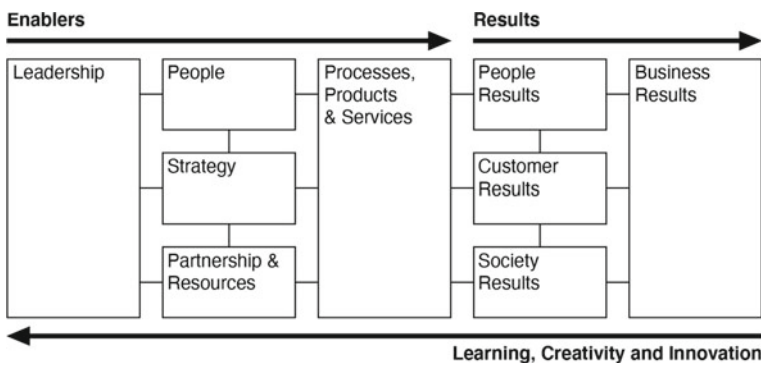 Enablers
Results
Leadership
People
Processes,
Products
& Services
People
Results
Business
Results
Strategy
Customer
Results
Partnership &
Resources
Society
Results
Learning, Creativity and Innovation